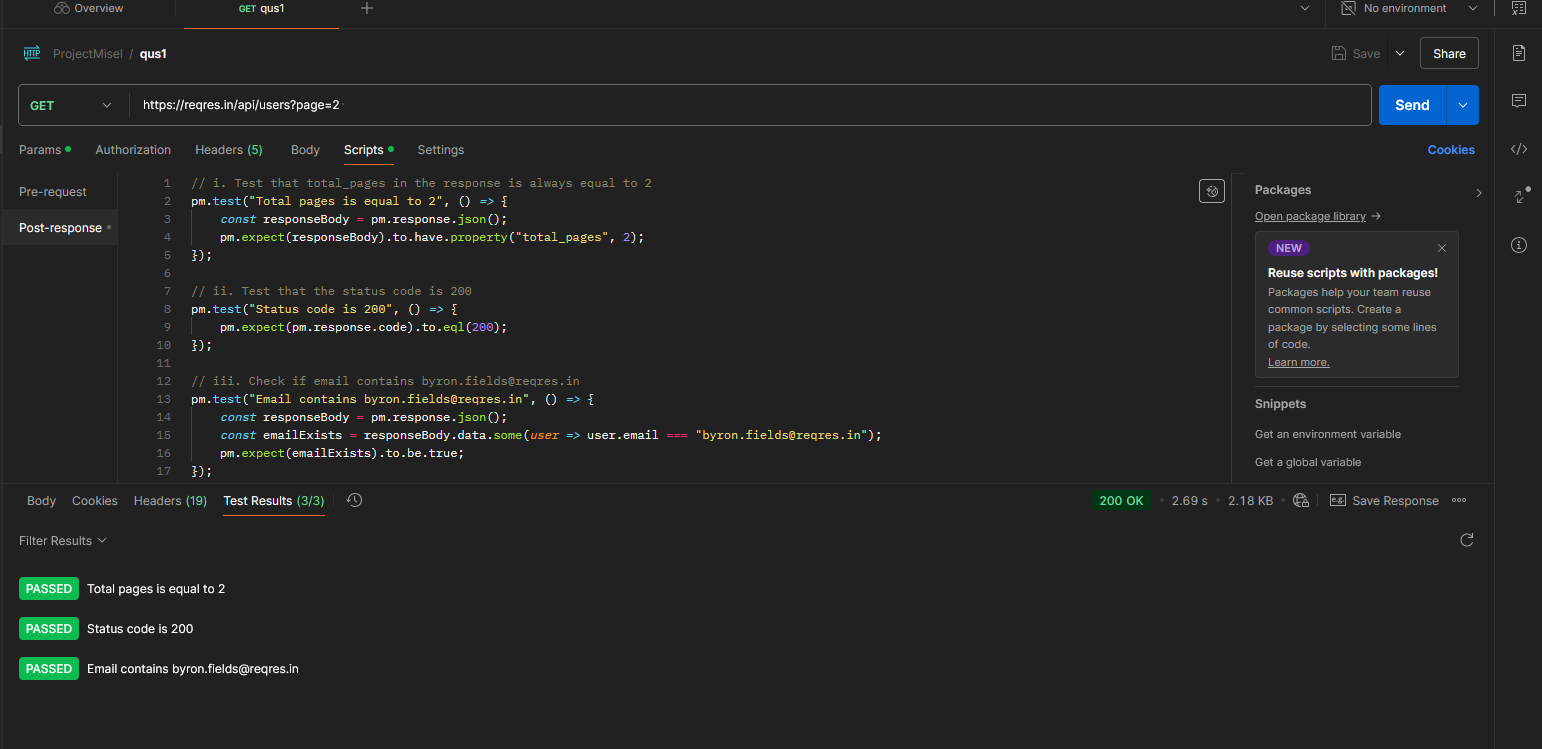 Overview
GET qus1
No environment
HTTP ProjectMisel / qus1
Save
Share
GET
https://reqres.in/api/users?page=2
Send
Params
Authorization
Headers (5)
Body
Scripts
Settings
Cookies
Pre-request
Post-response
1 // i. Test that total_pages in the response is always equal to 2
2 pm.test("Total pages is equal to 2", () => {
3 const responseBody = pm.response.json();
4 pm.expect(responseBody).to.have.property("total_pages", 2);
5 });
6
7 // ii. Test that the status code is 200
8 pm.test("Status code is 200", () => {
9 pm.expect(pm.response.code).to.eql(200);
10 });
11
12 // iii. Check if email contains byron.fields@reqres.in
13 pm.test("Email contains byron.fields@reqres.in", () => {
14 const responseBody = pm.response.json();
15 const emailExists = responseBody.data.some(user => user.email === "byron.fields@reqres.in");
16 pm.expect(emailExists).to.be.true;
17 });
Packages
Open package library →
NEW
Reuse scripts with packages!
Packages help your team reuse
common scripts. Create a
package by selecting some lines
of code.
Learn more.
Snippets
Get an environment variable
Get a global variable
Body
Cookies
Headers (19)
Test Results (3/3)
200 OK
2.69 s
2.18 KB
e.g. Save Response
Filter Results
PASSED Total pages is equal to 2
PASSED Status code is 200
PASSED Email contains byron.fields@reqres.in